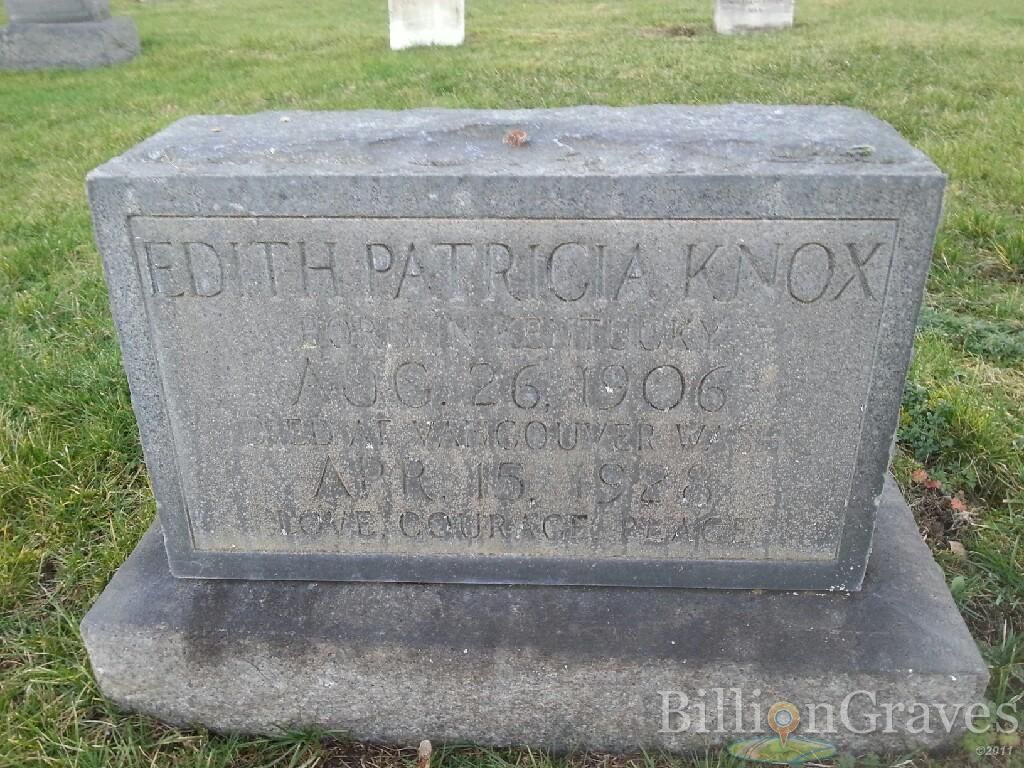 EDITH PATRICIA KNOX
BORN IN KENTUCKY
AUG. 26, 1906
DIED AT VANCOUVER WASH.
APR. 15, 1928
LOVE, COURAGE, PEACE
BillionGraves
©2011